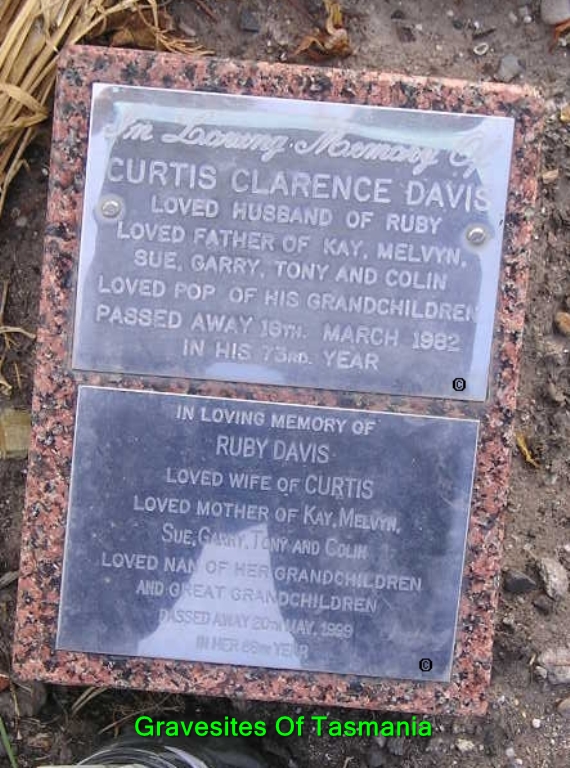 In Loving Memory Of
CURTIS CLARENCE DAVIS
LOVED HUSBAND OF RUBY
LOVED FATHER OF KAY, MELVYN,
SUE, GARRY, TONY AND COLIN
LOVED POP OF HIS GRANDCHILDREN
PASSED AWAY 18TH. MARCH 1982
IN HIS 73RD. YEAR
©
IN LOVING MEMORY OF
RUBY DAVIS
LOVED WIFE OF CURTIS
LOVED MOTHER OF KAY, MELVYN,
SUE, GARRY, TONY AND COLIN
LOVED NAN OF HER GRANDCHILDREN
AND GREAT GRANDCHILDREN
PASSED AWAY 20TH MAY, 1999
IN HER YEAR
©
Gravesites Of Tasmania